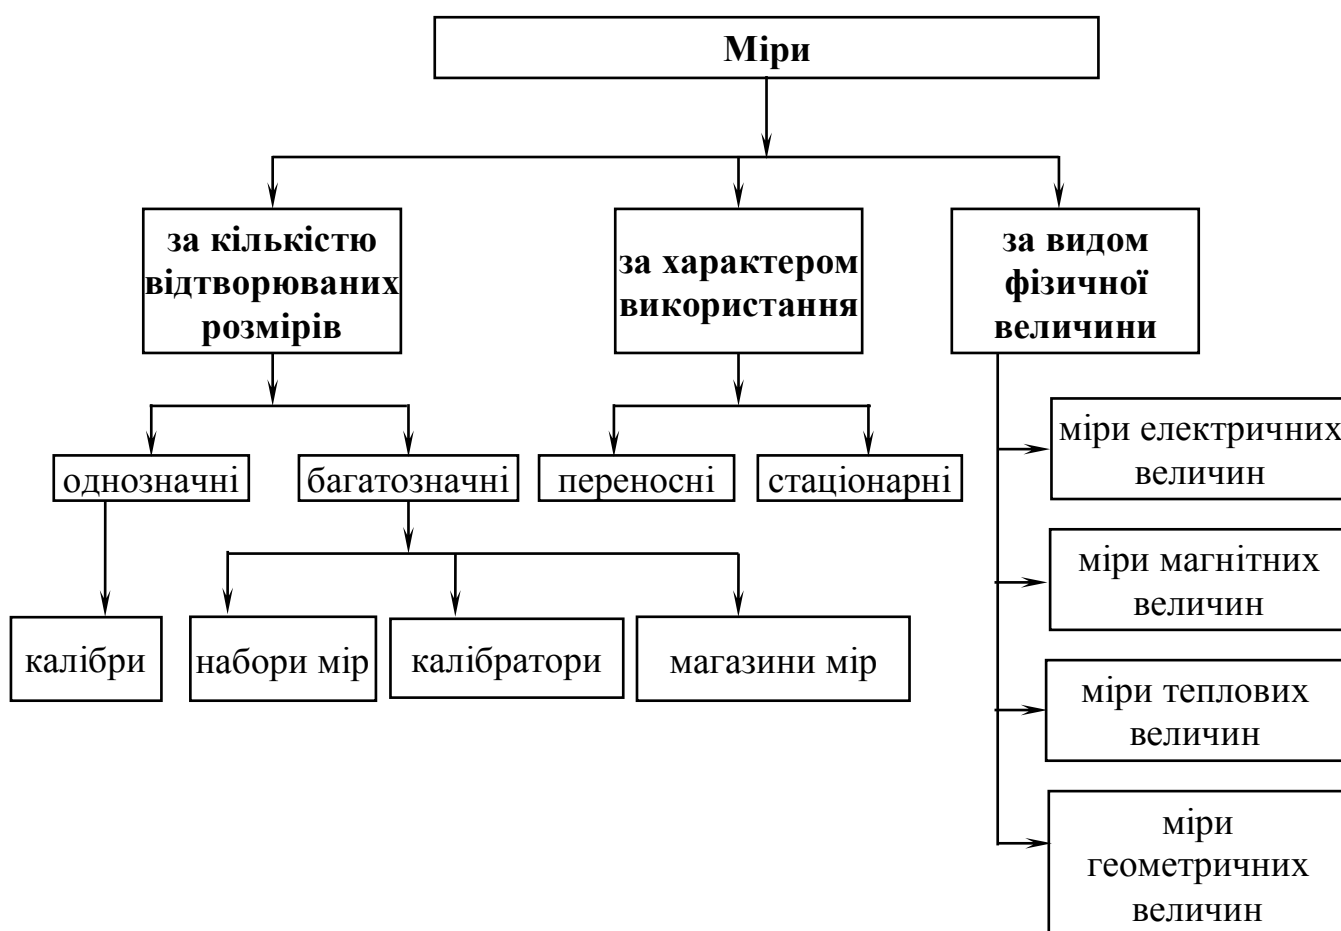 Міри
за кількістю
відтворюваних
розмірів
за характером
використання
за видом
фізичної
величини
однозначні
багатозначні
переносні
стаціонарні
калібри
набори мір
калібратори
магазини мір
міри електричних
величин
міри магнітних
величин
міри теплових
величин
міри
геометричних
величин